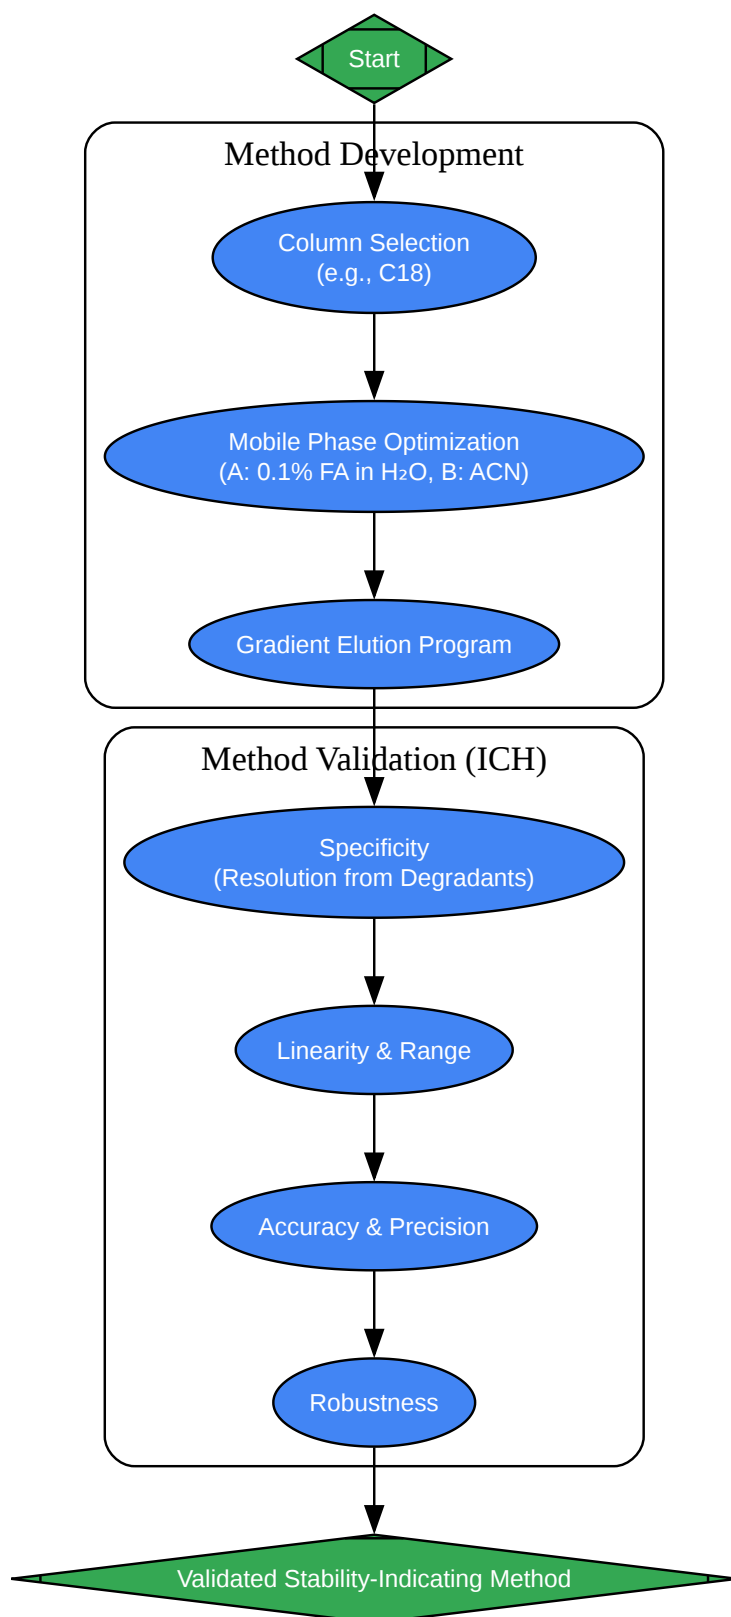 Start
Method Development
Column Selection
(e.g., C18)
Mobile Phase Optimization
(A: 0.1% FA in H₂O, B: ACN)
Gradient Elution Program
Method Validation (ICH)
Specificity
(Resolution from Degradants)
Linearity & Range
Accuracy & Precision
Robustness
Validated Stability-Indicating Method